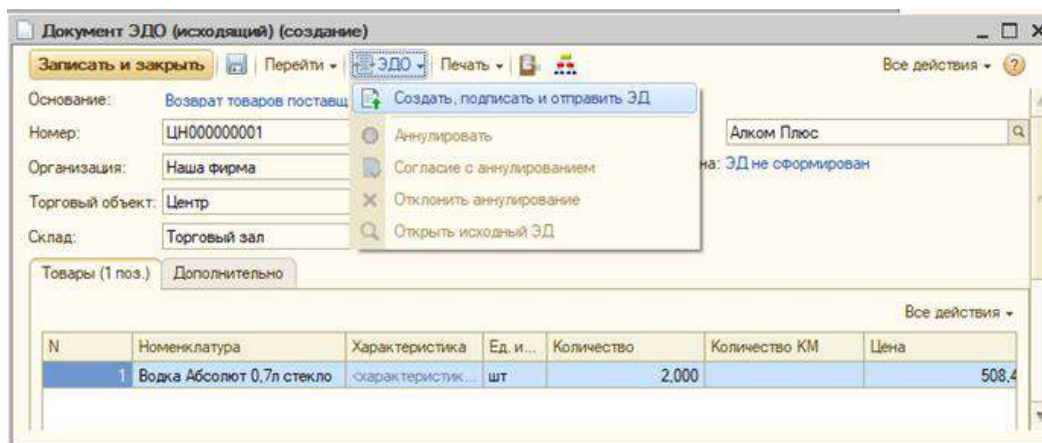 Документ ЭДО (исходящий) (создание)
Записать и закрыть Перейти ЭДО Печать Все действия ?
Основание: Возврат товаров поставщ
Создать, подписать и отправить ЭД
Номер: ЦН000000001 Аннулировать Алком Плюс
Организация: Наша фирма Согласие с аннулированием на: ЭД не сформирован
Торговый объект: Центр Отклонить аннулирование
Склад: Торговый зал Открыть исходный ЭД
Товары (1 поз.) Дополнительно
Все действия
N Номенклатура Характеристика Ед. и... Количество Количество КМ Цена
1 Водка Абсолют 0,7л стекло <характеристик... шт 2,000 508,4